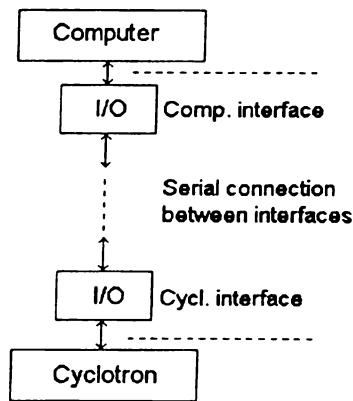 Computer
I/O
Comp. interface
Serial connection
between interfaces
I/O
Cycl. interface
Cyclotron